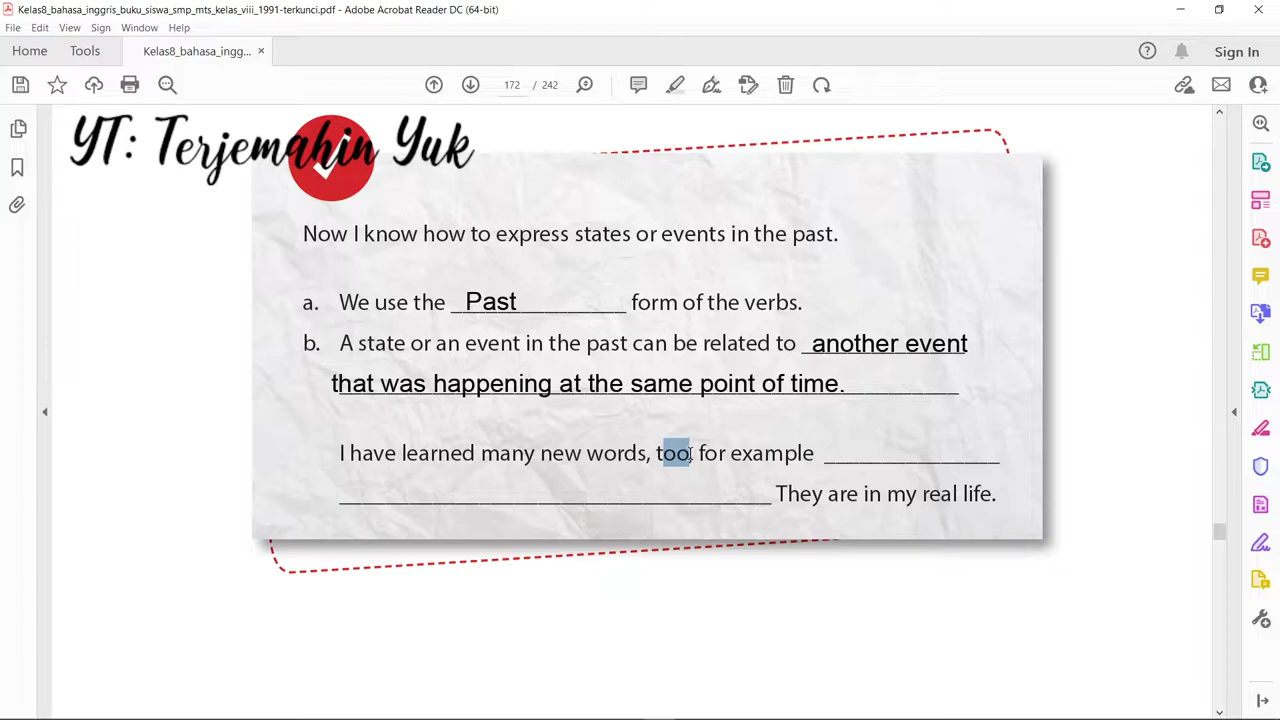 Kelas8_bahasa_inggris_buku_siswa_smp_mts_kelas_viii_1991-terkunci.pdf - Adobe Acrobat Reader DC (64-bit)
File Edit View Sign Window Help
Home Tools Kelas8_bahasa_ingg... × Sign In
172 / 242
YT: Terjemahin Yuk
Now I know how to express states or events in the past.
a. We use the Past form of the verbs.
b. A state or an event in the past can be related to another event
that was happening at the same point of time.
I have learned many new words, too, for example _______________
_____________________________________ They are in my real life.